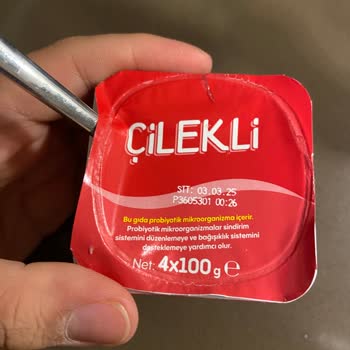 ÇiLEKLi
STT: 03.03.25
P3605301 00:26
Bu gıda probiyotik mikroorganizma içerir.
Probiyotik mikroorganizmalar sindirim
sistemini düzenlemeye ve bağışıklık sistemini
desteklemeye yardımcı olur.
Net: 4x100 g ℮